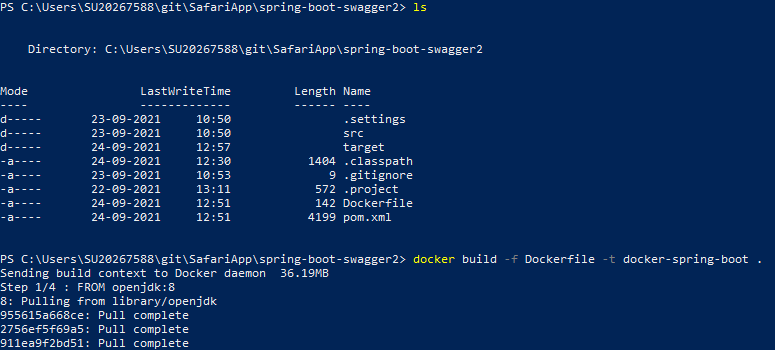 PS C:\Users\SU20267588\git\SafariApp\spring-boot-swagger2> ls
Directory: C:\Users\SU20267588\git\SafariApp\spring-boot-swagger2
Mode                LastWriteTime         Length Name
----                -------------         ------ ----
d-----       23-09-2021     10:50                .settings
d-----       23-09-2021     10:50                src
d-----       24-09-2021     12:57                target
-a----       24-09-2021     12:30           1404 .classpath
-a----       23-09-2021     10:53              9 .gitignore
-a----       22-09-2021     13:11            572 .project
-a----       24-09-2021     12:51            142 Dockerfile
-a----       24-09-2021     12:51           4199 pom.xml
PS C:\Users\SU20267588\git\SafariApp\spring-boot-swagger2> docker build -f Dockerfile -t docker-spring-boot .
Sending build context to Docker daemon  36.19MB
Step 1/4 : FROM openjdk:8
8: Pulling from library/openjdk
955615a668ce: Pull complete
2756ef5f69a5: Pull complete
911ea9f2bd51: Pull complete